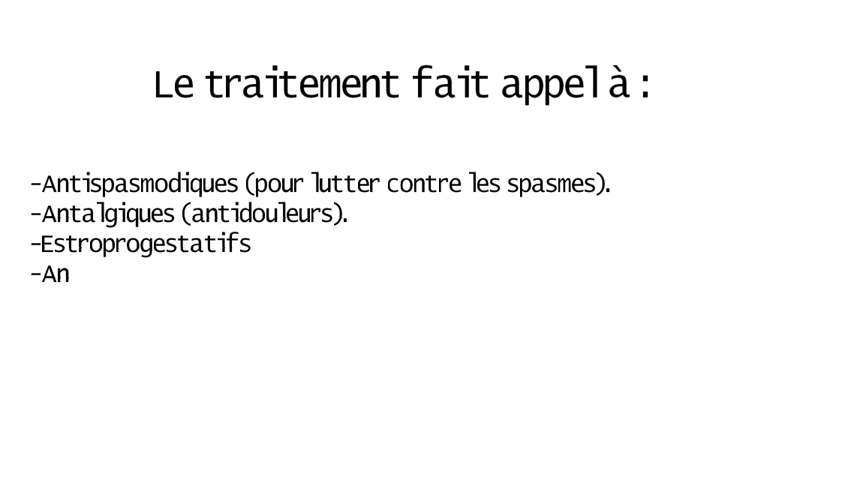 Le traitement fait appel à :
-Antispasmodiques (pour lutter contre les spasmes).
-Antalgiques (antidouleurs).
-Estroprogestatifs
-An